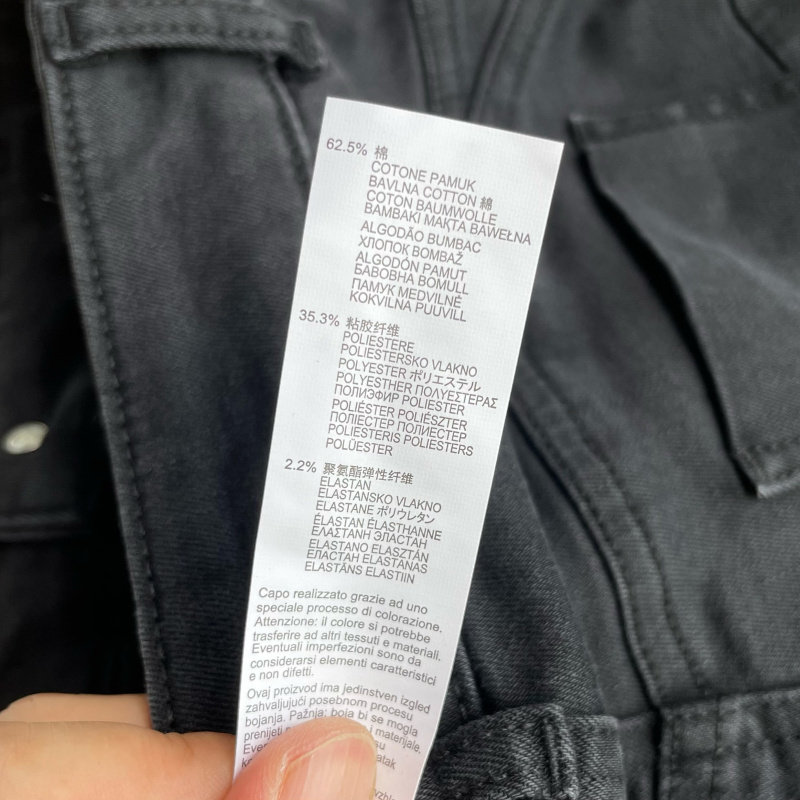 62.5% 棉
COTONE PAMUK
BAVLNA COTTON 綿
COTON BAUMWOLLE
BAMBAKI MAKTA BAWEŁNA
ALGODÃO BUMBAC
ХЛОПОК BOMBAŽ
ALGODÓN PAMUT
БАВОВНА BOMULL
ПАМУК MEDVILNĖ
KOKVILNA PUUVILL
35.3% 粘胶纤维
POLIESTERE
POLIESTERSKO VLAKNO
POLYESTER ポリエステル
POLYESTHER ΠΟΛΥΕΣΤΕΡΑΣ
ПОЛИЭФИР POLIESTER
POLIÉSTER POLIÉSZTER
ПОЛІЕСТЕР ПОЛИЕСТЕР
POLIESTERIS POLIESTERS
POLÜESTER
2.2% 聚氨酯弹性纤维
ELASTAN
ELASTANSKO VLAKNO
ELASTANE ポリウレタン
ÉLASTAN ÉLASTHANNE
ΕΛΑΣΤΑΝΗ ЭЛАСТАН
ELASTANO ELASZTÁN
ЕЛАСТАН ELASTANAS
ELASTĀNS ELASTIIN
Capo realizzato grazie ad uno
speciale processo di colorazione.
Attenzione: il colore si potrebbe
trasferire ad altri tessuti e materiali.
Eventuali imperfezioni sono da
considerarsi elementi caratteristici
e non difetti.
Ovaj proizvod ima jedinstven izgled
zahvaljujući posebnom procesu
bojanja. Pažnja: boja bi se mogla
prenijeti materijale.